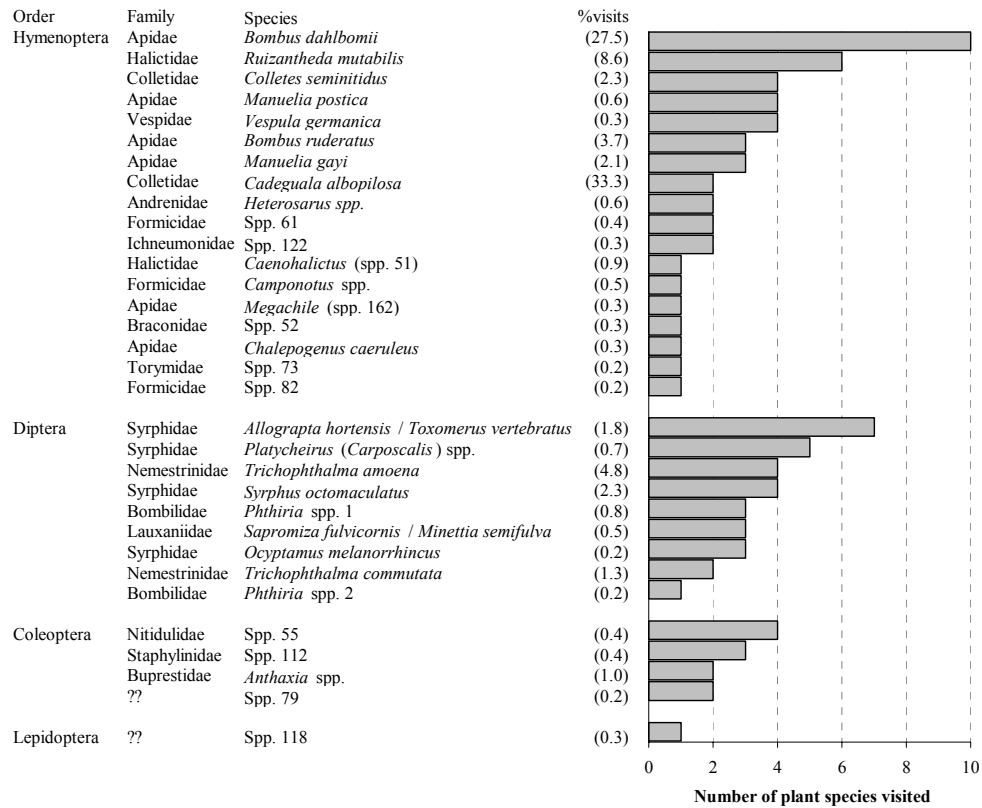 Order Family Species %visits
Hymenoptera Apidae Bombus dahlbomii (27.5)
Halictidae Ruizantheda mutabilis (8.6)
Colletidae Colletes seminitidus (2.3)
Apidae Manuelia postica (0.6)
Vespidae Vespula germanica (0.3)
Apidae Bombus ruderatus (3.7)
Apidae Manuelia gayi (2.1)
Colletidae Cadeguala albopilosa (33.3)
Andrenidae Heterosarus spp. (0.6)
Formicidae Spp. 61 (0.4)
Ichneumonidae Spp. 122 (0.3)
Halictidae Caenohalictus (spp. 51) (0.9)
Formicidae Camponotus spp. (0.5)
Apidae Megachile (spp. 162) (0.3)
Braconidae Spp. 52 (0.3)
Apidae Chalepogenus caeruleus (0.3)
Torymidae Spp. 73 (0.2)
Formicidae Spp. 82 (0.2)
Diptera Syrphidae Allograpta hortensis / Toxomerus vertebratus (1.8)
Syrphidae Platycheirus (Carposcalis) spp. (0.7)
Nemestrinidae Trichophthalma amoena (4.8)
Syrphidae Syrphus octomaculatus (2.3)
Bombilidae Phthiria spp. 1 (0.8)
Lauxaniidae Sapromiza fulvicornis / Minettia semifulva (0.5)
Syrphidae Ocyptamus melanorrhincus (0.2)
Nemestrinidae Trichophthalma commutata (1.3)
Bombilidae Phthiria spp. 2 (0.2)
Coleoptera Nitidulidae Spp. 55 (0.4)
Staphylinidae Spp. 112 (0.4)
Buprestidae Anthaxia spp. (1.0)
?? Spp. 79 (0.2)
Lepidoptera ?? Spp. 118 (0.3)
0 2 4 6 8 10
Number of plant species visited